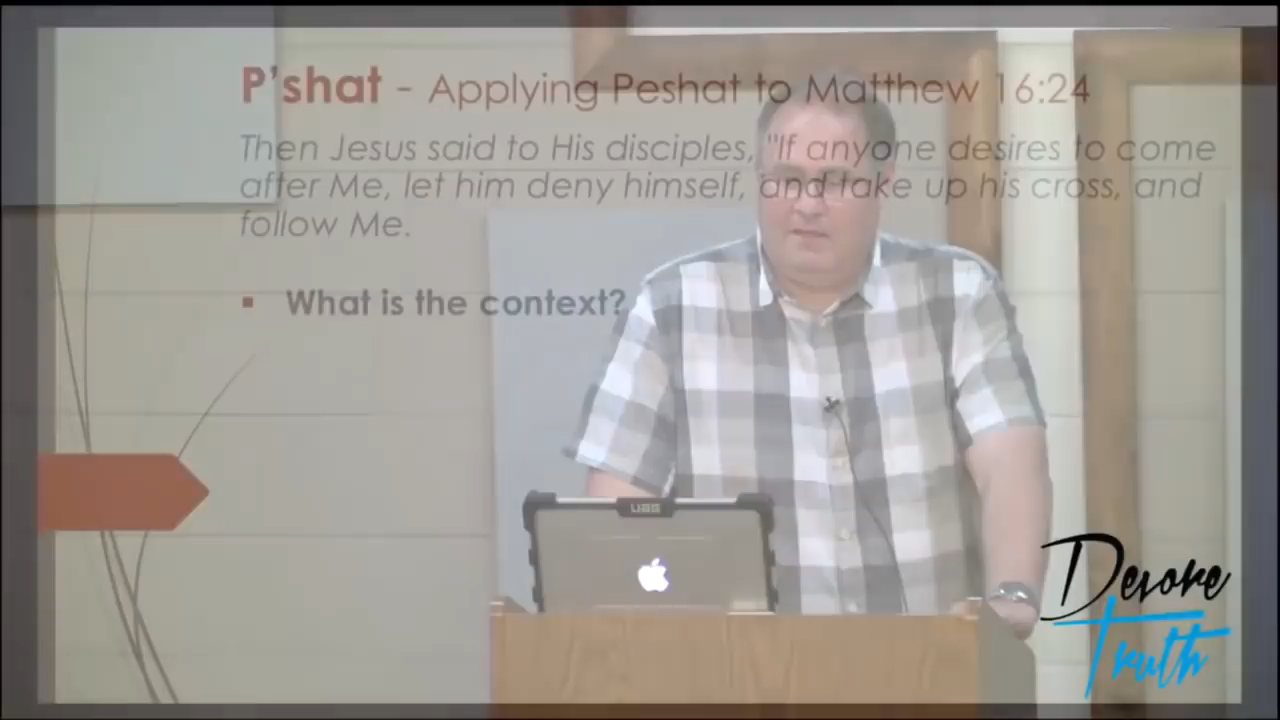 P'shat - Applying Peshat to Matthew 16:24
Then Jesus said to His disciples, "If anyone desires to come
after Me, let him deny himself, and take up his cross, and
follow Me.
▪ What is the context?
UAG
Devore
Truth